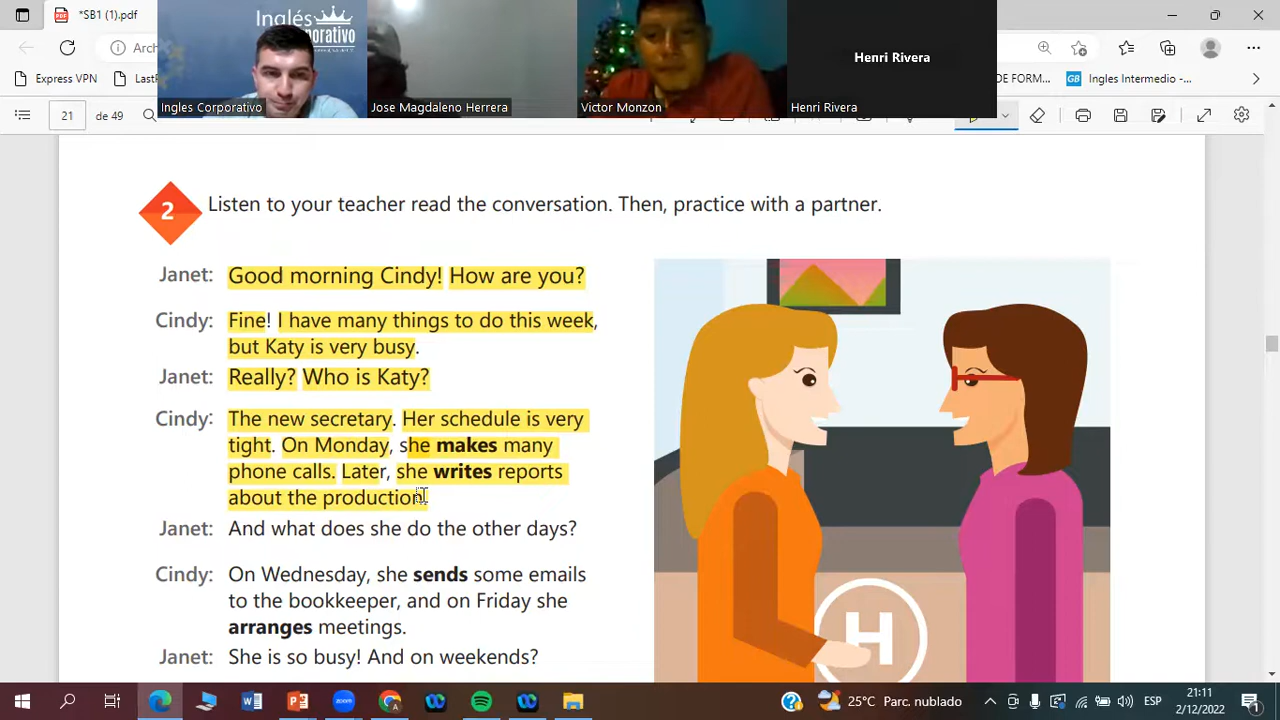 *SB1 (1).pdf
Inglés
Corporativo
Henri Rivera
Arch
Express VPN
LastP
DE FORM...
Ingles Intermedio -...
Ingles Corporativo
Jose Magdaleno Herrera
Victor Monzon
Henri Rivera
21
de 49
2
Listen to your teacher read the conversation. Then, practice with a partner.
Janet: Good morning Cindy! How are you?
Cindy: Fine! I have many things to do this week,
but Katy is very busy.
Janet: Really? Who is Katy?
Cindy: The new secretary. Her schedule is very
tight. On Monday, she makes many
phone calls. Later, she writes reports
about the production.
Janet: And what does she do the other days?
Cindy: On Wednesday, she sends some emails
to the bookkeeper, and on Friday she
arranges meetings.
Janet: She is so busy! And on weekends?
H
25°C Parc. nublado
ESP
21:11
2/12/2022